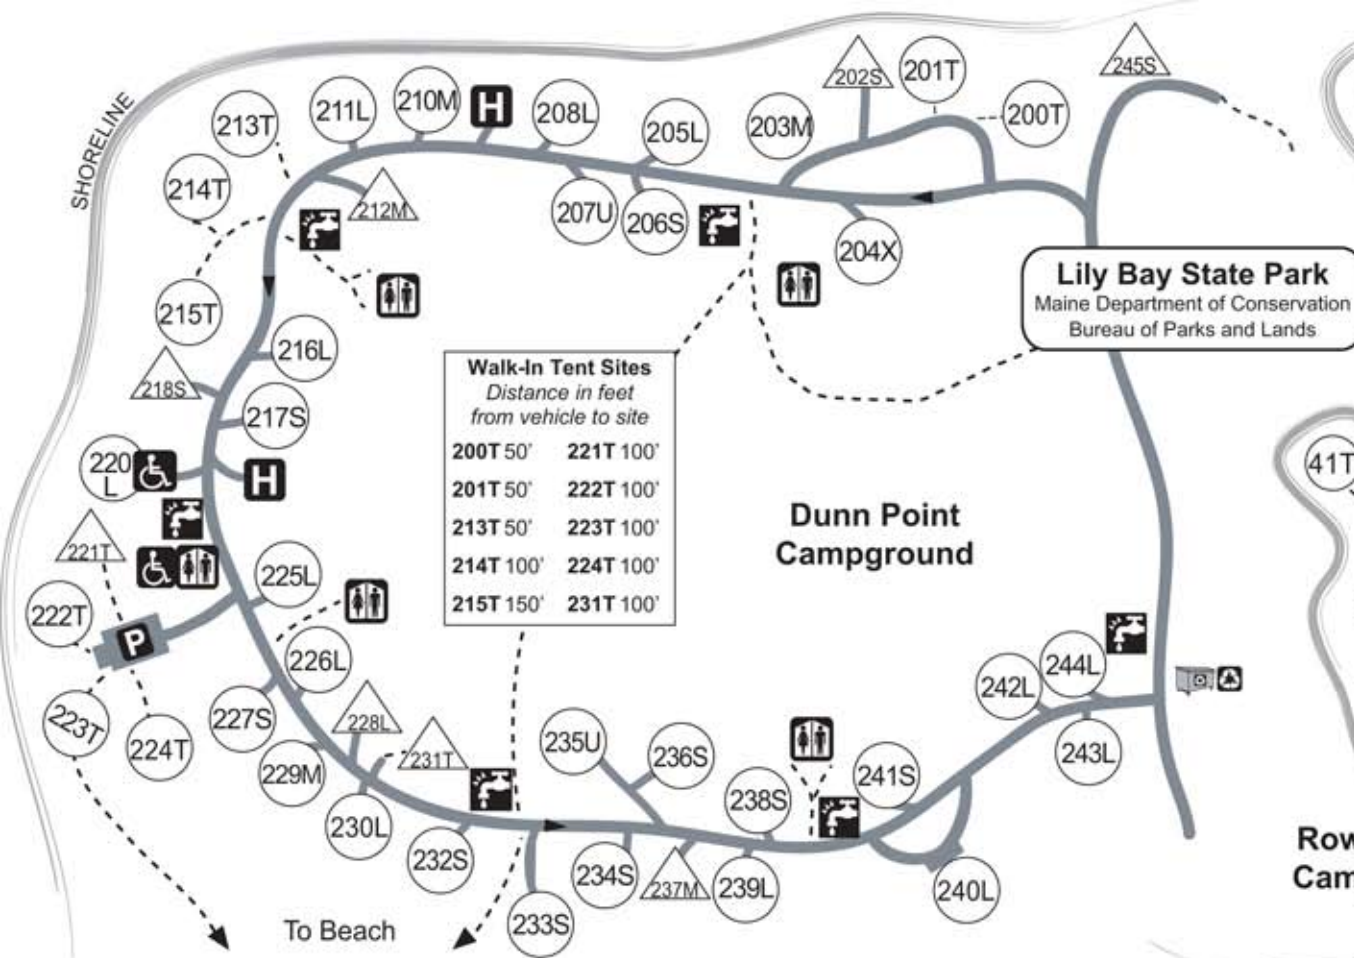 SHORELINE
245S
202S
201T
200T
203M
205L
208L
H
210M
211L
213T
214T
212M
207U
206S
204X
215T
216L
218S
217S
220
L
H
221T
222T
P
223T
224T
225L
226L
227S
228L
229M
231T
230L
232S
233S
234S
235U
236S
237M
238S
239L
240L
241S
242L
244L
243L
Lily Bay State Park
Maine Department of Conservation
Bureau of Parks and Lands
Walk-In Tent Sites
Distance in feet
from vehicle to site
200T 50' 221T 100'
201T 50' 222T 100'
213T 50' 223T 100'
214T 100' 224T 100'
215T 150' 231T 100'
Dunn Point
Campground
41T
To Beach
Row
Cam